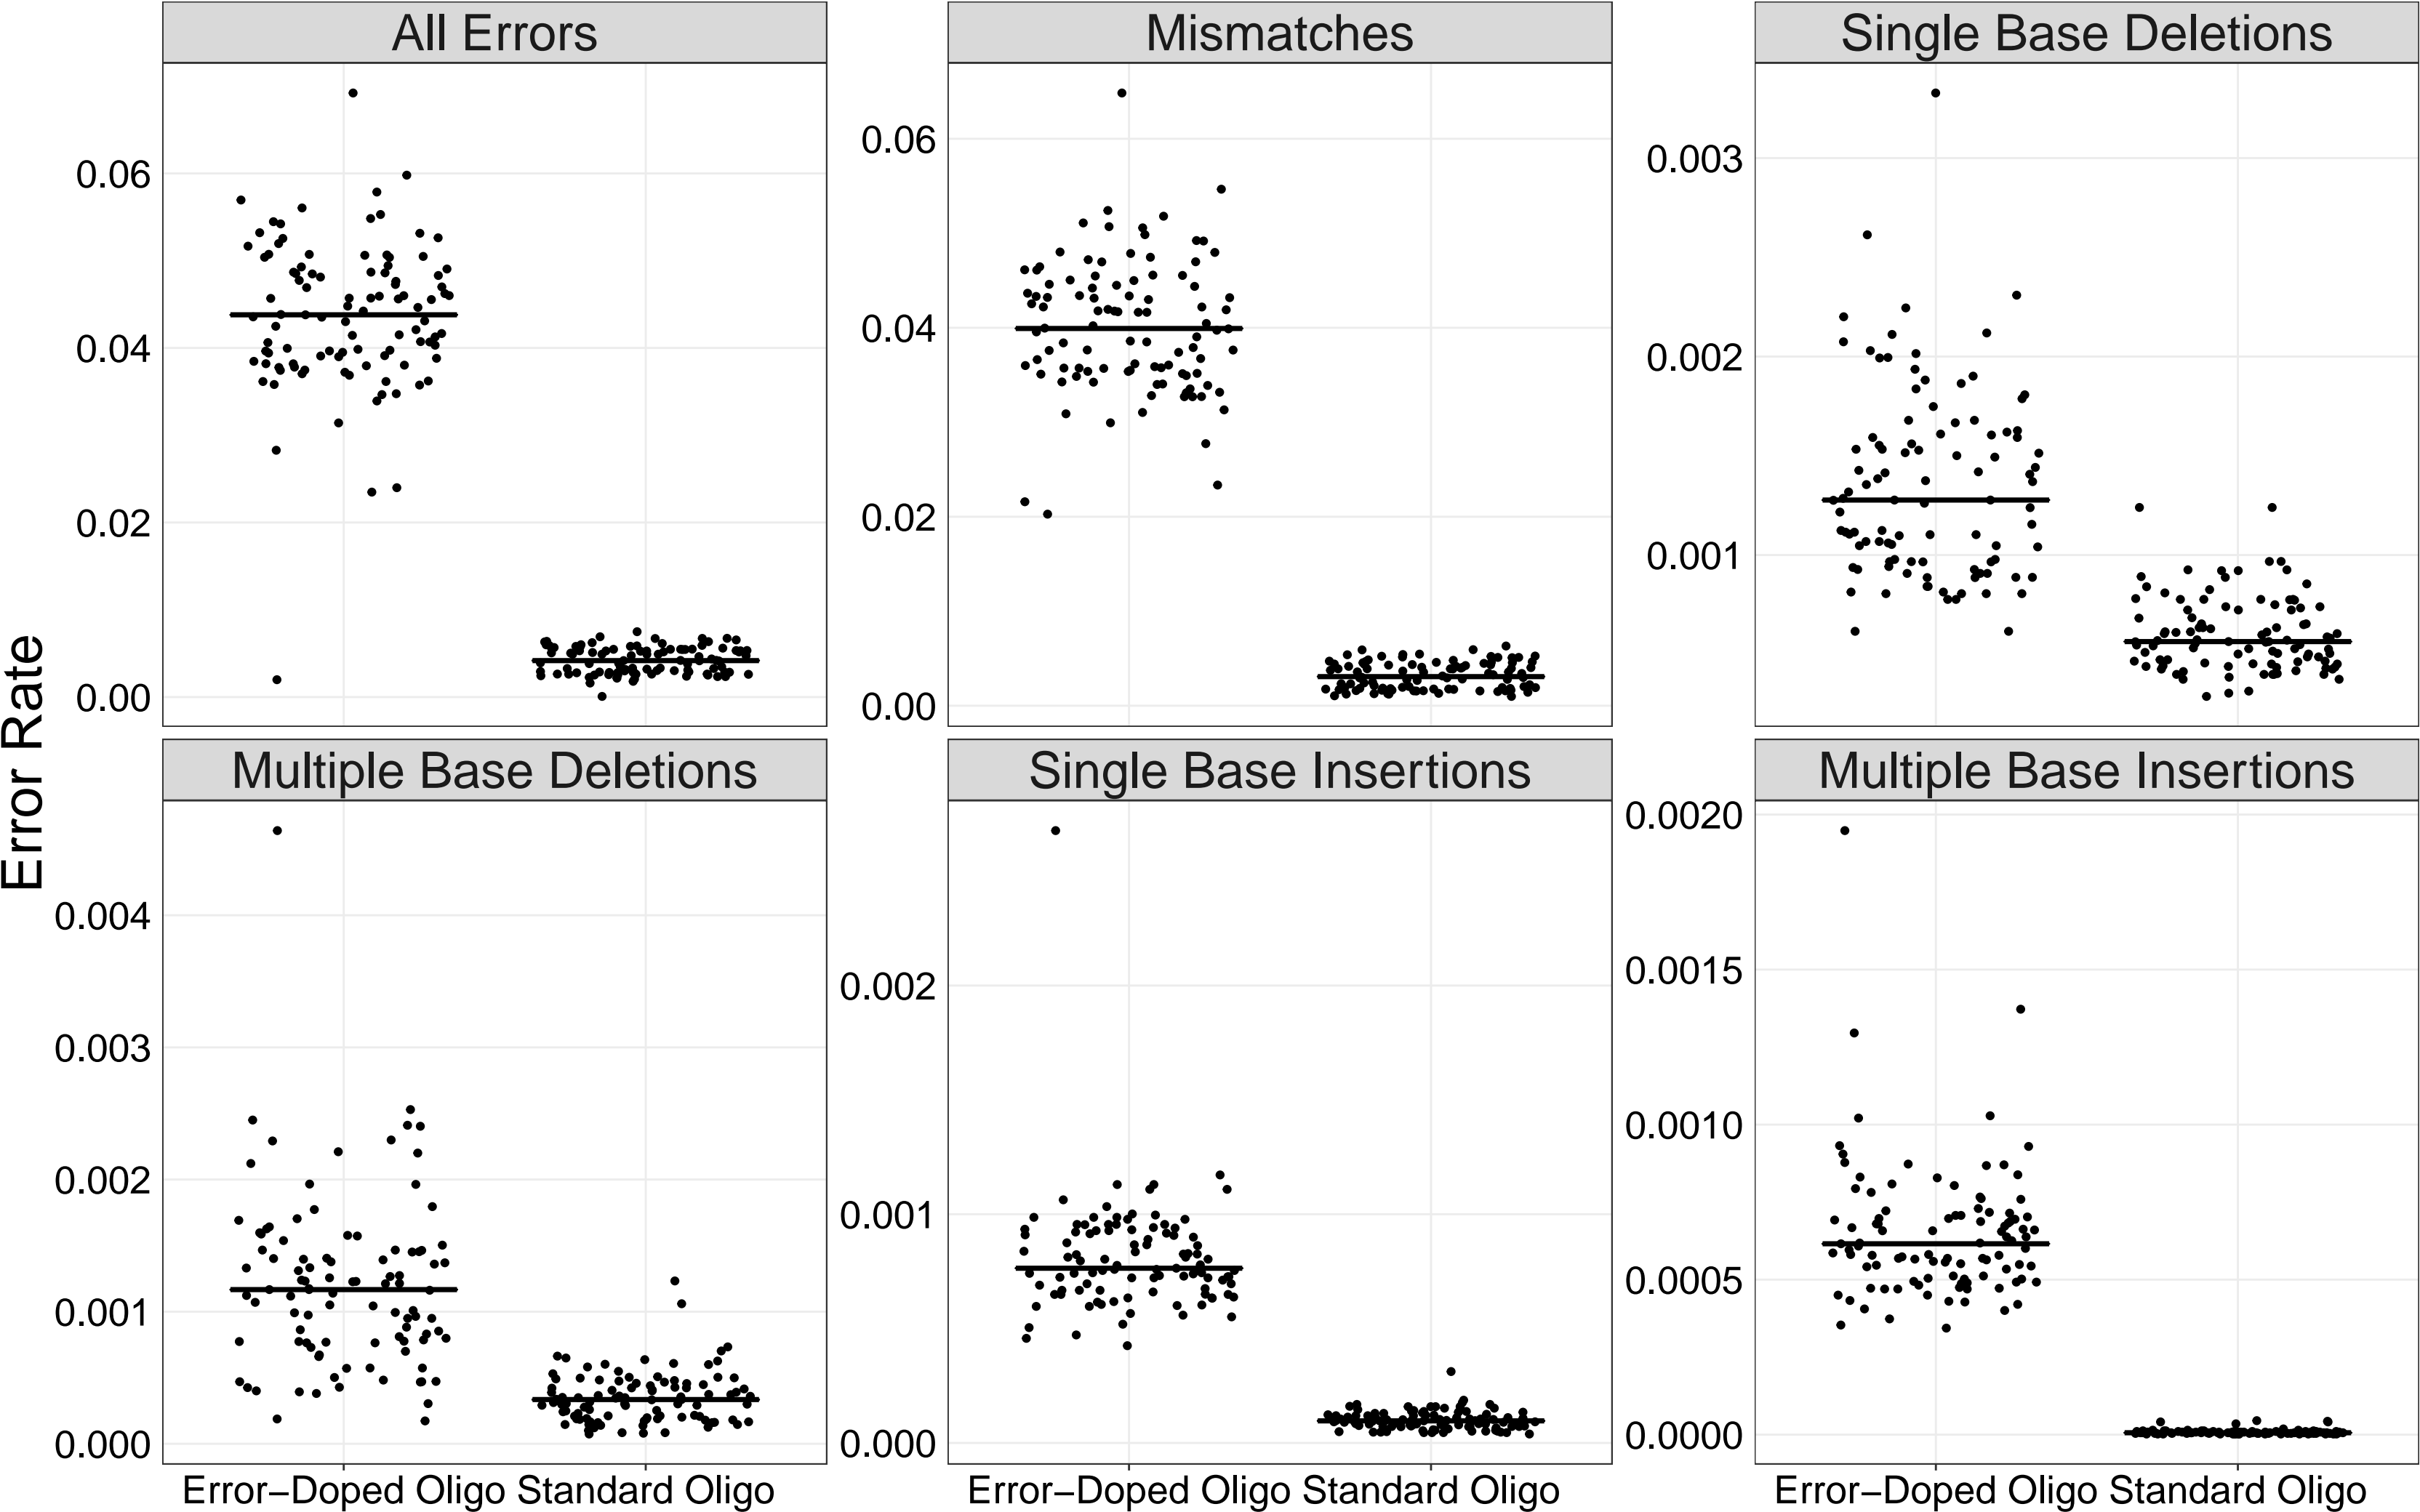 All Errors
Mismatches
Single Base Deletions
0.06
0.04
0.02
0.00
0.06
0.04
0.02
0.00
0.003
0.002
0.001
Error Rate
Multiple Base Deletions
Single Base Insertions
Multiple Base Insertions
0.004
0.003
0.002
0.001
0.000
0.002
0.001
0.000
0.0020
0.0015
0.0010
0.0005
0.0000
Error−Doped Oligo Standard Oligo
Error−Doped Oligo Standard Oligo
Error−Doped Oligo Standard Oligo